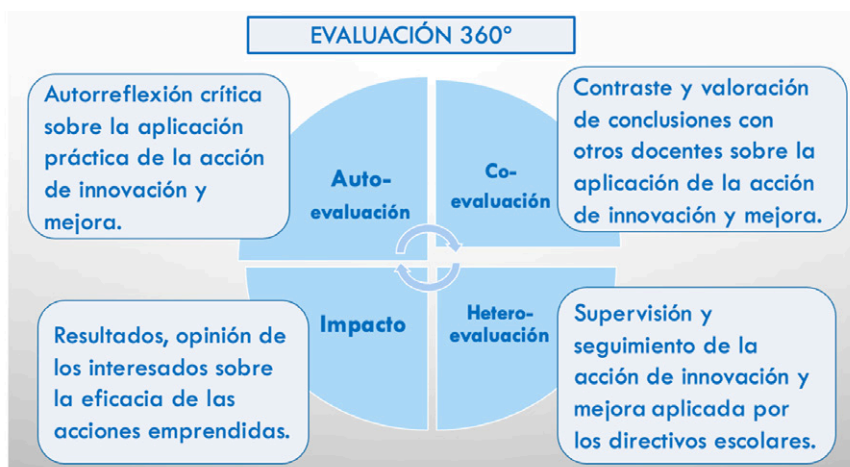 EVALUACIÓN 360°
Autorreflexión crítica
sobre la aplicación
práctica de la acción
de innovación y
mejora.
Auto-
evaluación
Co-
evaluación
Contraste y valoración
de conclusiones con
otros docentes sobre la
aplicación de la acción
de innovación y mejora.
Resultados, opinión de
los interesados sobre
la eficacia de las
acciones emprendidas.
Impacto
Hetero-
evaluación
Supervisión y
seguimiento de la
acción de innovación y
mejora aplicada por
los directivos escolares.